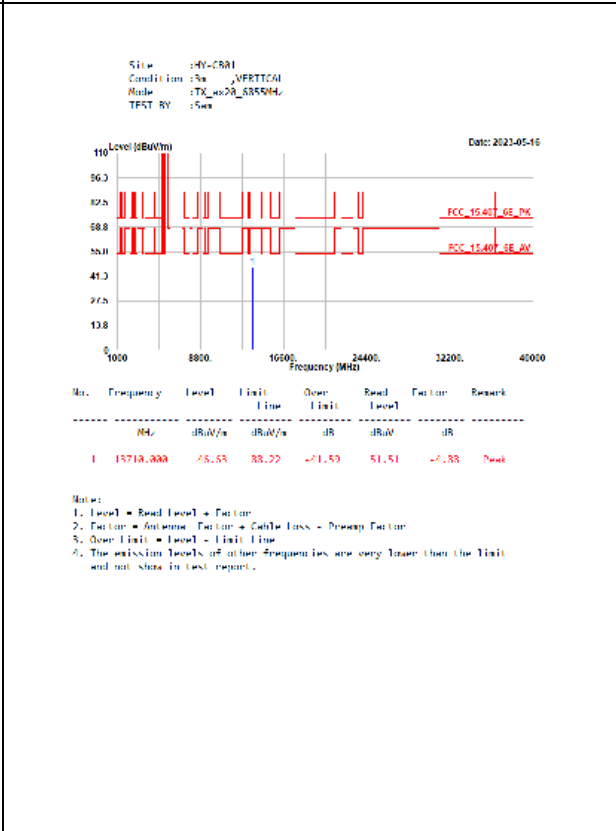 Site :HY-CB01
Condition :3m ,VERTICAL
Mode :TX_ax20_6855MHz
TEST BY :Sam
Level (dBuV/m)
Date: 2023-05-16
110
96.3
82.5
FCC_15.407_6E_PK
68.8
FCC_15.407_6E_AV
55.0
41.3
1
27.5
13.8
0
1000 8800. 16600. 24400. 32200. 40000
Frequency (MHz)
No. Frequency Level Limit Over Read Factor Remark
Line Limit Level
------ ----------- -------- -------- --------- -------- -------- --------
MHz dBuV/m dBuV/m dB dBuV dB
1 13710.000 46.63 88.22 -41.59 51.51 -4.88 Peak
Note:
1. Level = Read Level + Factor
2. Factor = Antenna Factor + Cable Loss - Preamp Factor
3. Over Limit = Level - Limit Line
4. The emission levels of other frequencies are very lower than the limit
and not show in test report.